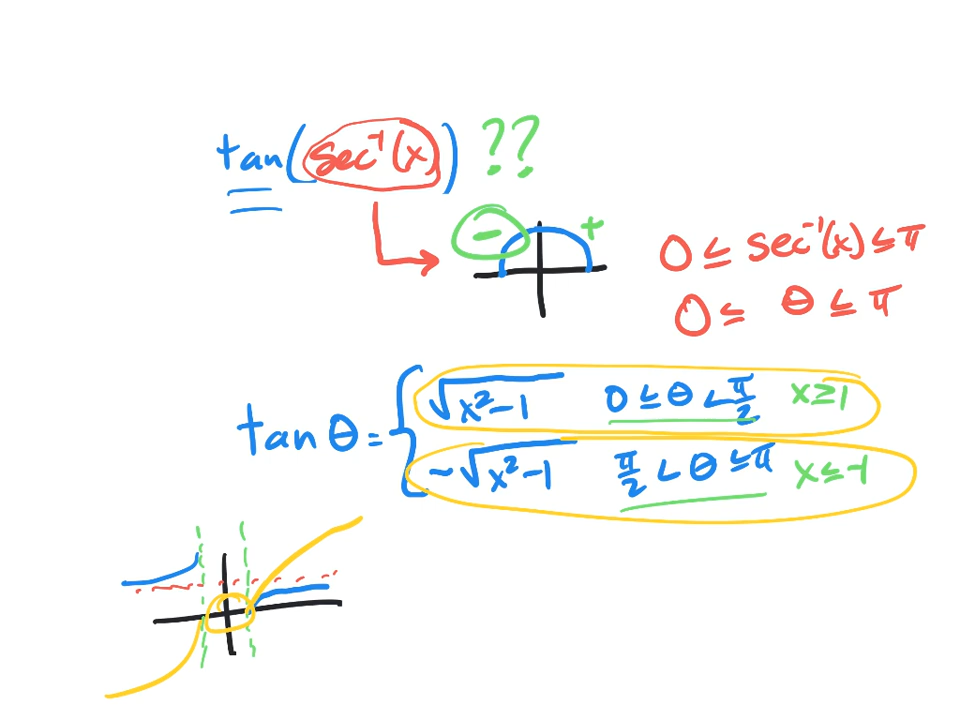 tan(sec⁻¹(x)) ??
− +
0 ≤ sec⁻¹(x) ≤ π
0 ≤ θ ≤ π
tan θ = { √x²−1 0 ≤ θ < π/2 x ≥ 1
−√x²−1 π/2 < θ ≤ π x ≤ −1